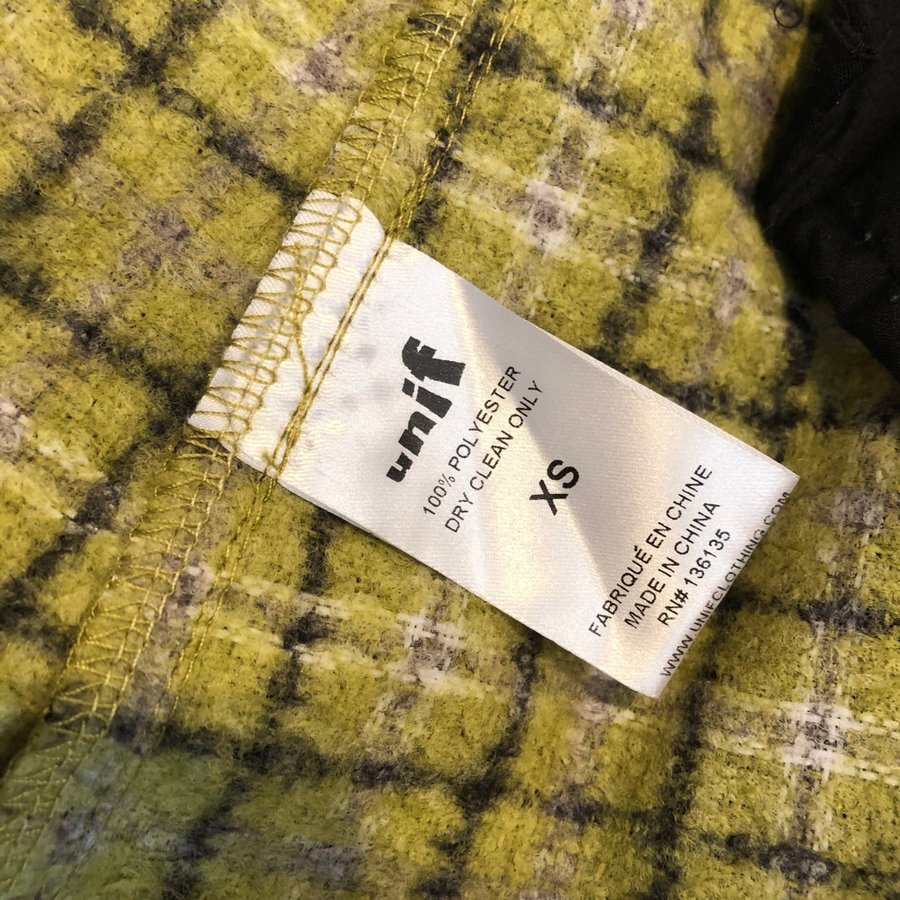 unif
100% POLYESTER
DRY CLEAN ONLY
XS
FABRIQUÉ EN CHINE
MADE IN CHINA
RN# 136135
WWW.UNIFCLOTHING.COM